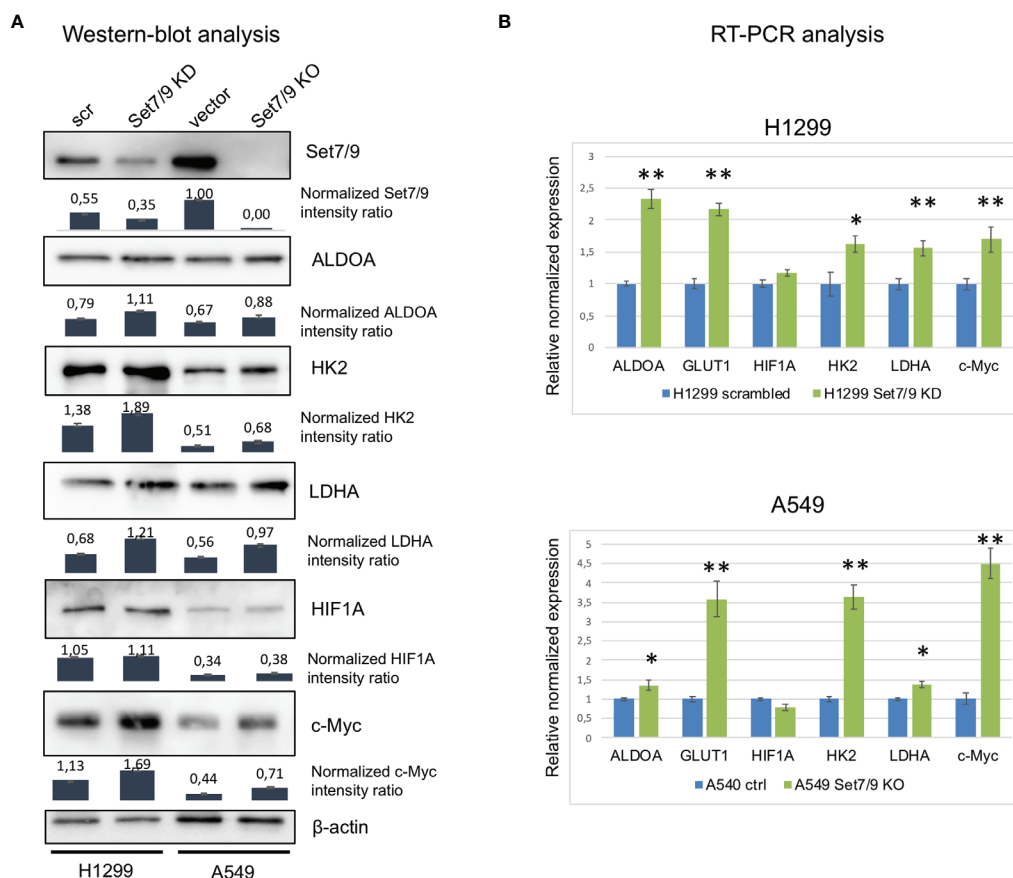 A
Western-blot analysis
scr
Set7/9 KD
vector
Set7/9 KO
Set7/9
0,55
0,35
1,00
0,00
Normalized Set7/9
intensity ratio
ALDOA
0,79
1,11
0,67
0,88
Normalized ALDOA
intensity ratio
HK2
1,38
1,89
0,51
0,68
Normalized HK2
intensity ratio
LDHA
0,68
1,21
0,56
0,97
Normalized LDHA
intensity ratio
HIF1A
1,05
1,11
0,34
0,38
Normalized HIF1A
intensity ratio
c-Myc
1,13
1,69
0,44
0,71
Normalized c-Myc
intensity ratio
β-actin
H1299
A549
B
RT-PCR analysis
H1299
Relative normalized expression
3
2,5
2
1,5
1
0,5
0
**
**
*
**
**
ALDOA
GLUT1
HIF1A
HK2
LDHA
c-Myc
H1299 scrambled
H1299 Set7/9 KD
A549
Relative normalized expression
5
4,5
4
3,5
3
2,5
2
1,5
1
0,5
0
*
**
**
*
**
ALDOA
GLUT1
HIF1A
HK2
LDHA
c-Myc
A540 ctrl
A549 Set7/9 KO